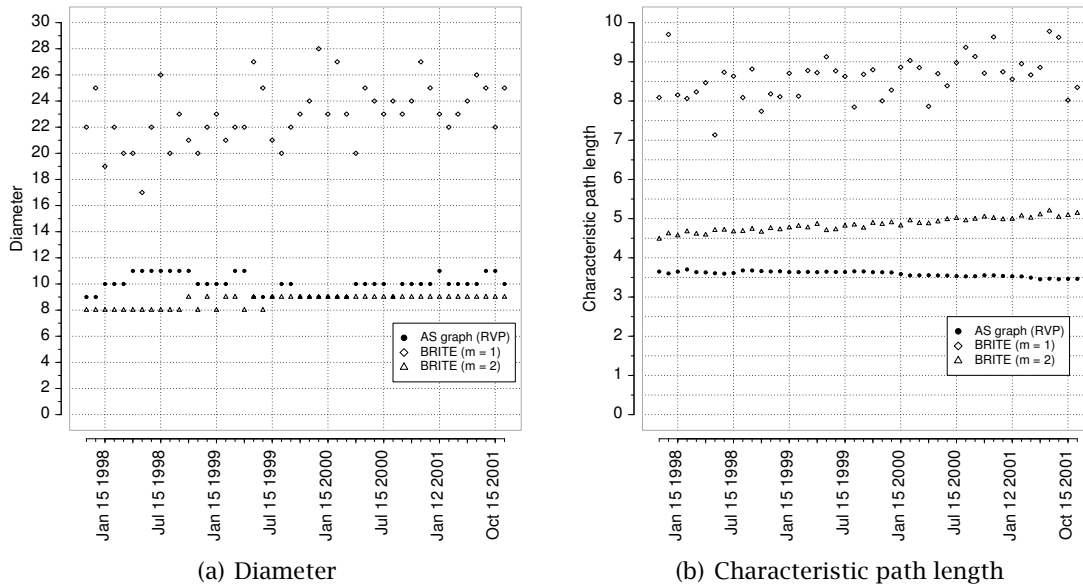 30
28
26
24
22
20
18
16
14
12
10
8
6
4
2
0
Diameter
AS graph (RVP)
BRITE (m = 1)
BRITE (m = 2)
Jan 15 1998
Jul 15 1998
Jan 15 1999
Jul 15 1999
Jan 15 2000
Jul 15 2000
Jan 12 2001
Oct 15 2001
(a) Diameter
10
9
8
7
6
5
4
3
2
1
0
Characteristic path length
AS graph (RVP)
BRITE (m = 1)
BRITE (m = 2)
Jan 15 1998
Jul 15 1998
Jan 15 1999
Jul 15 1999
Jan 15 2000
Jul 15 2000
Jan 12 2001
Oct 15 2001
(b) Characteristic path length